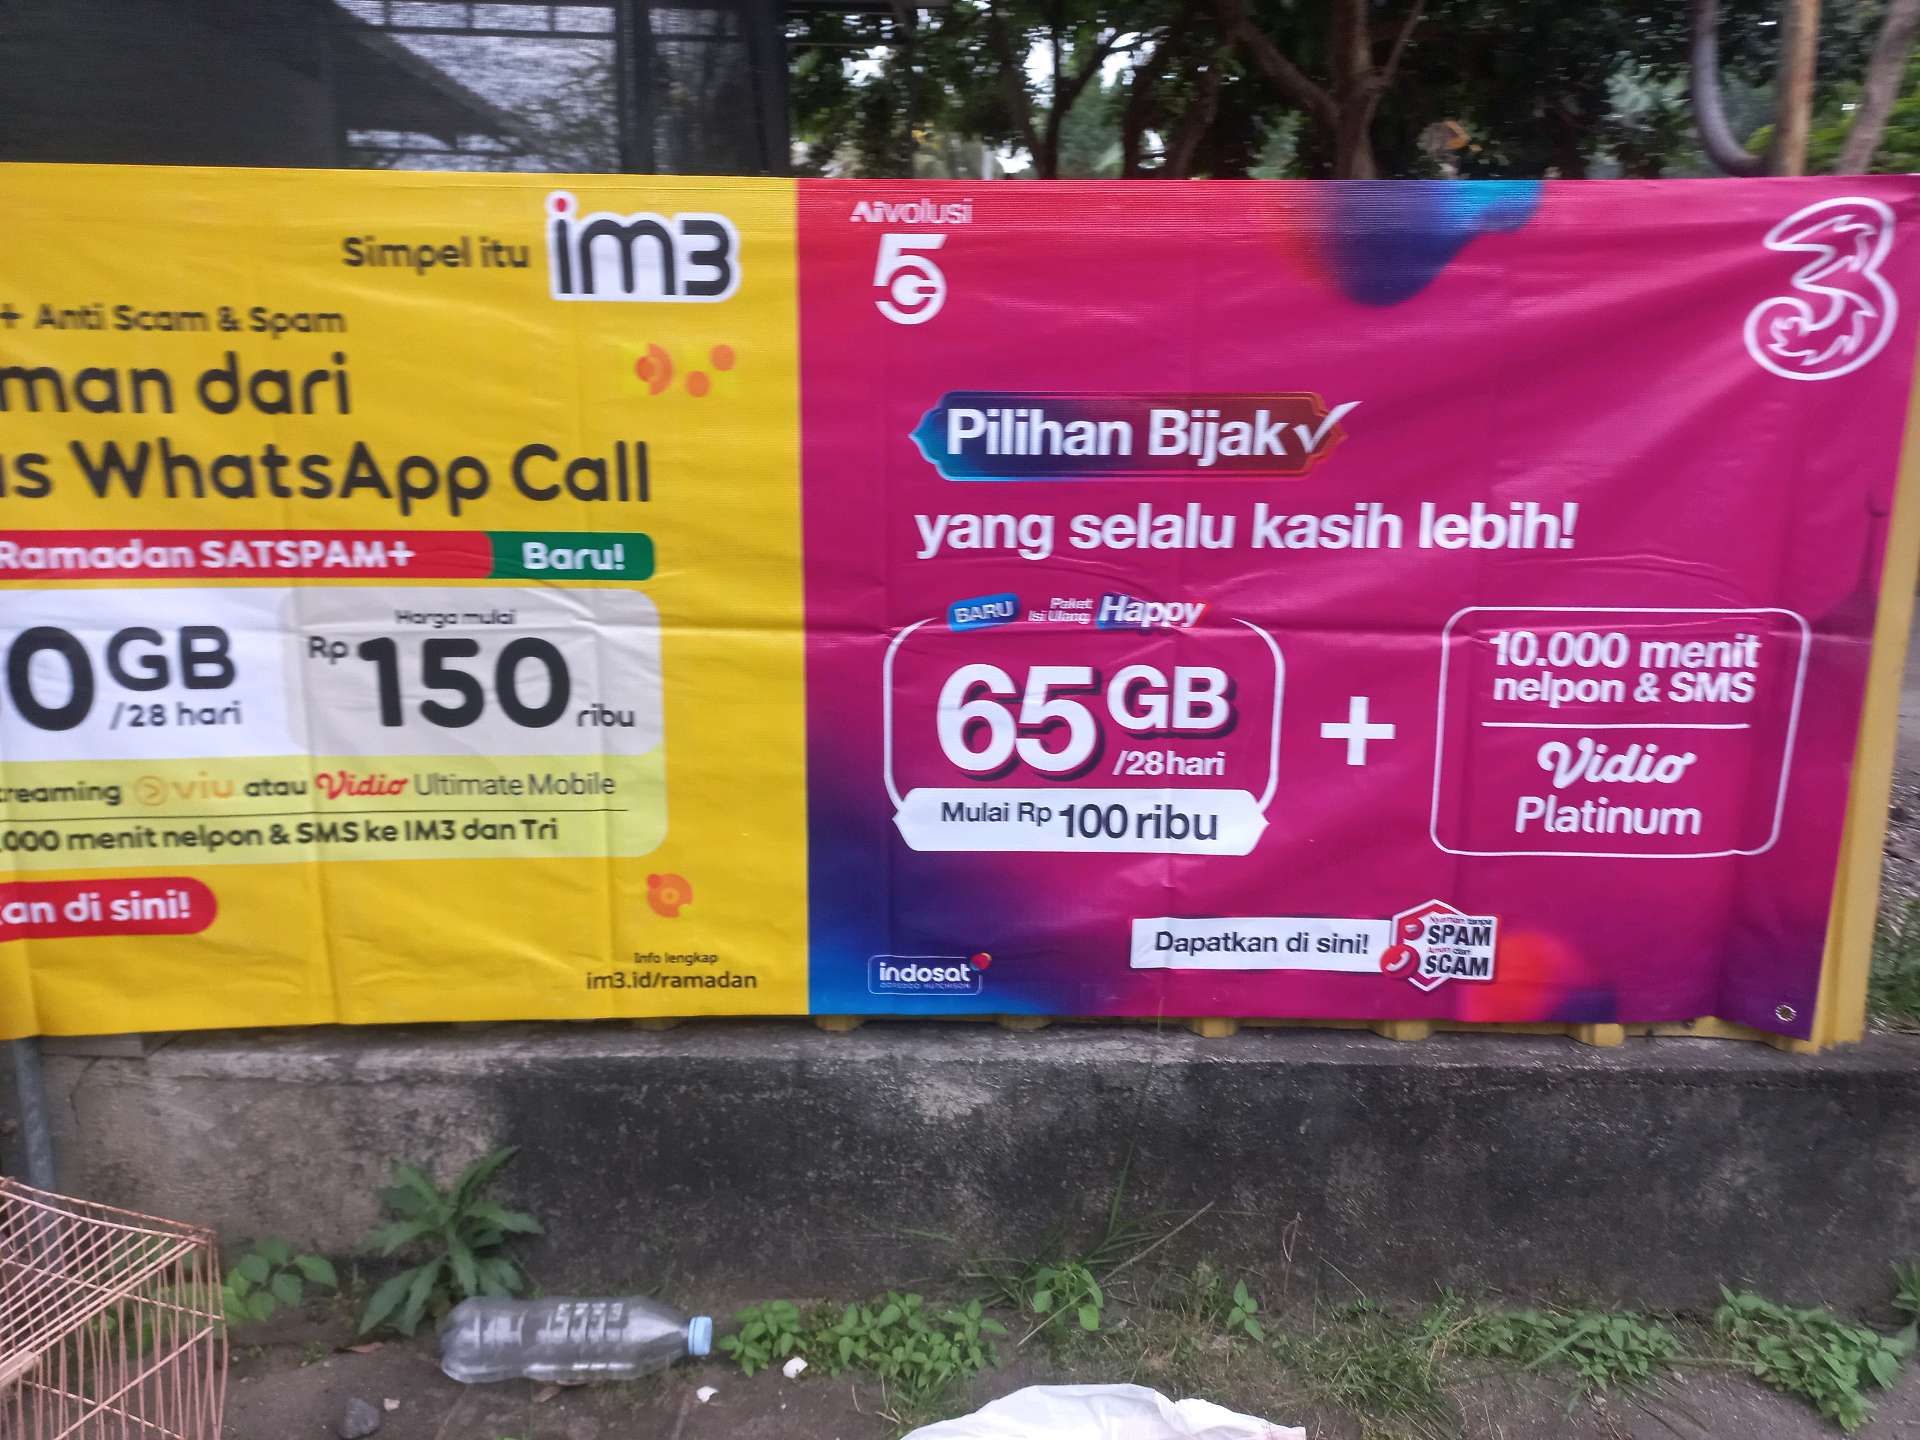 Simpel itu im3
+ Anti Scam & Spam
man dari
WhatsApp Call
Ramadan SATSPAM+ Baru!
0GB
/28 hari
Harga mulai
Rp 150 ribu
viu atau Vidio Ultimate Mobile
.000 menit nelpon & SMS ke IM3 dan Tri
di sini!
Info lengkap
im3.id/ramadan
AIvolusi
5G
3
Pilihan Bijak
yang selalu kasih lebih!
BARU Paket Isi Ulang Happy
65GB
/28hari
Mulai Rp 100 ribu
+
10.000 menit
nelpon & SMS
Vidio
Platinum
Dapatkan di sini!
SPAM
SCAM
indosat
OOREDOO HUTCHISON